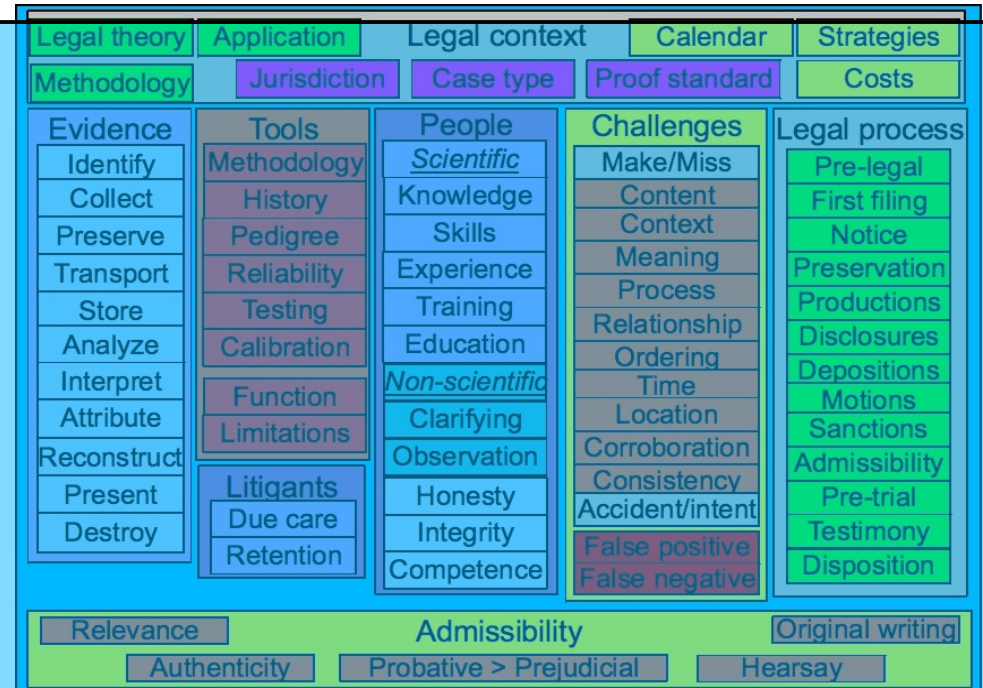 Legal theory Application Legal context Calendar Strategies
Methodology Jurisdiction Case type Proof standard Costs
Evidence
Identify
Collect
Preserve
Transport
Store
Analyze
Interpret
Attribute
Reconstruct
Present
Destroy
Tools
Methodology
History
Pedigree
Reliability
Testing
Calibration
Function
Limitations
Litigants
Due care
Retention
People
Scientific
Knowledge
Skills
Experience
Training
Education
Non-scientific
Clarifying
Observation
Honesty
Integrity
Competence
Challenges
Make/Miss
Content
Context
Meaning
Process
Relationship
Ordering
Time
Location
Corroboration
Consistency
Accident/intent
False positive
False negative
Legal process
Pre-legal
First filing
Notice
Preservation
Productions
Disclosures
Depositions
Motions
Sanctions
Admissibility
Pre-trial
Testimony
Disposition
Relevance Admissibility Original writing
Authenticity Probative > Prejudicial Hearsay